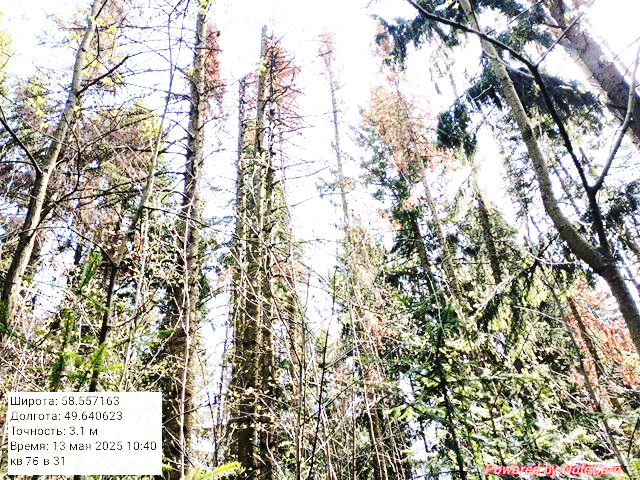 Широта: 58.557163
Долгота: 49.640623
Точность: 3.1 м
Время: 13 мая 2025 10:40
кв 76 в 31
Powered by NoteCam